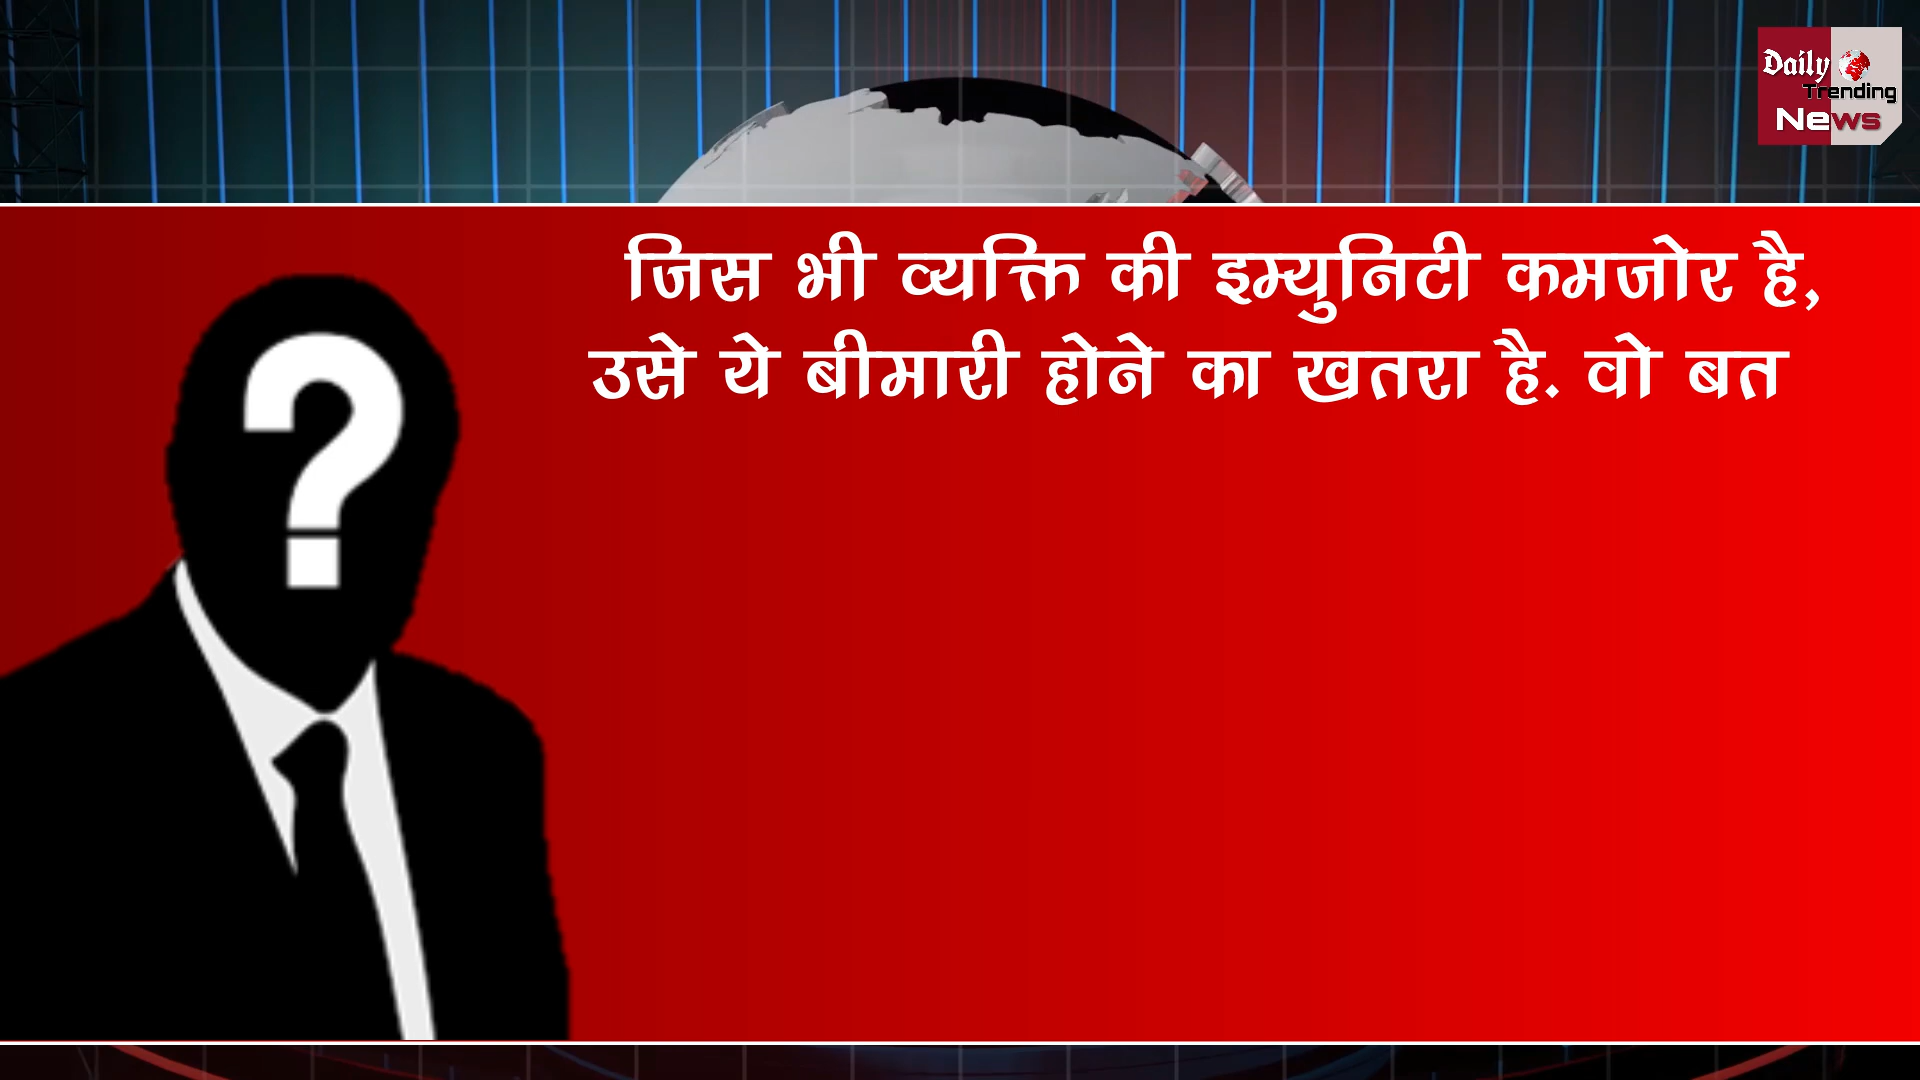 Daily
Trending
News
जिस भी व्यक्ति की इम्युनिटी कमजोर है,
उसे ये बीमारी होने का खतरा है. वो बत
?